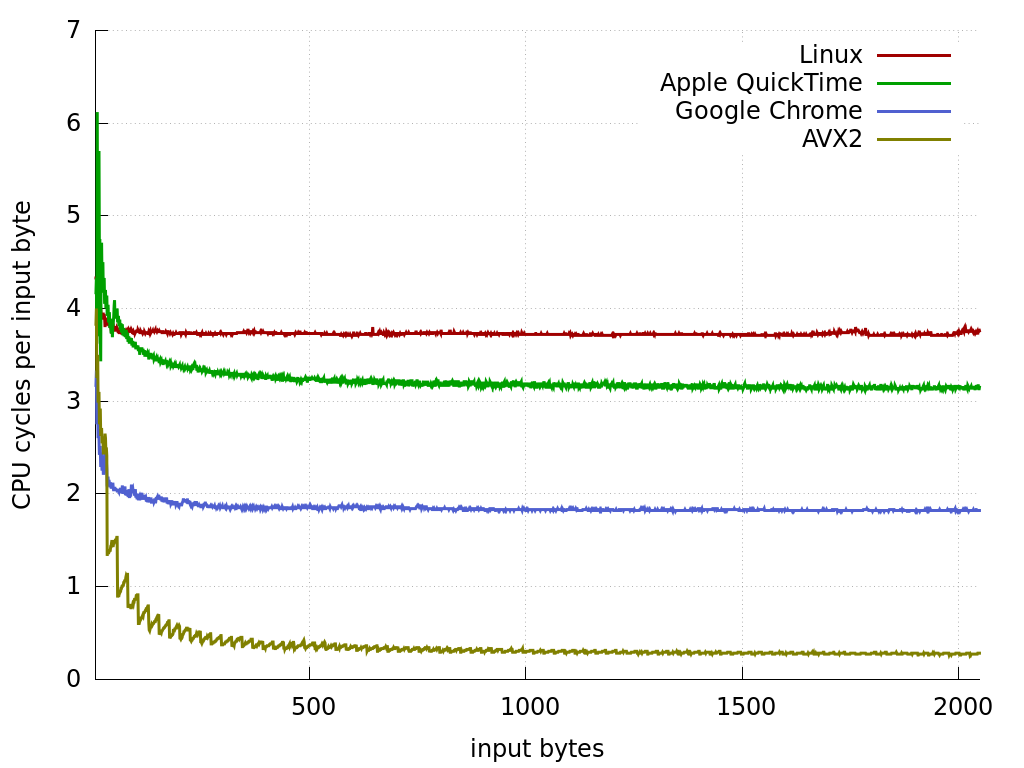 7
6
5
4
3
2
1
0
CPU cycles per input byte
Linux
Apple QuickTime
Google Chrome
AVX2
500
1000
1500
2000
input bytes